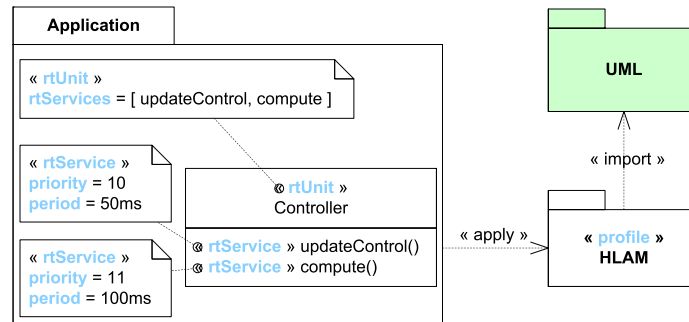 Application
« rtUnit »
rtServices = [ updateControl, compute ]
UML
« import »
« rtService »
priority = 10
period = 50ms
« rtUnit »
Controller
« rtService » updateControl()
« rtService » compute()
« rtService »
priority = 11
period = 100ms
« apply »
« profile »
HLAM